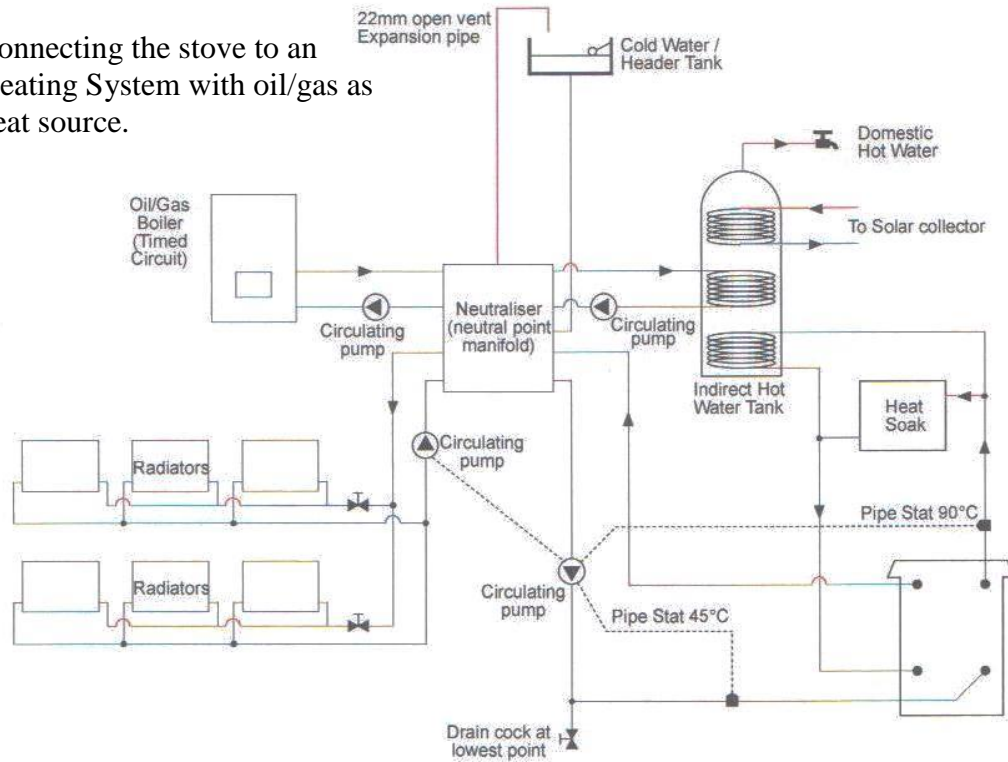 onnecting the stove to an
eating System with oil/gas as
eat source.
22mm open vent
Expansion pipe
Cold Water /
Header Tank
Domestic
Hot Water
Oil/Gas
Boiler
(Timed
Circuit)
To Solar collector
Circulating
pump
Neutraliser
(neutral point
manifold)
Circulating
pump
Indirect Hot
Water Tank
Heat
Soak
Circulating
pump
Radiators
Pipe Stat 90°C
Radiators
Circulating
pump
Pipe Stat 45°C
Drain cock at
lowest point